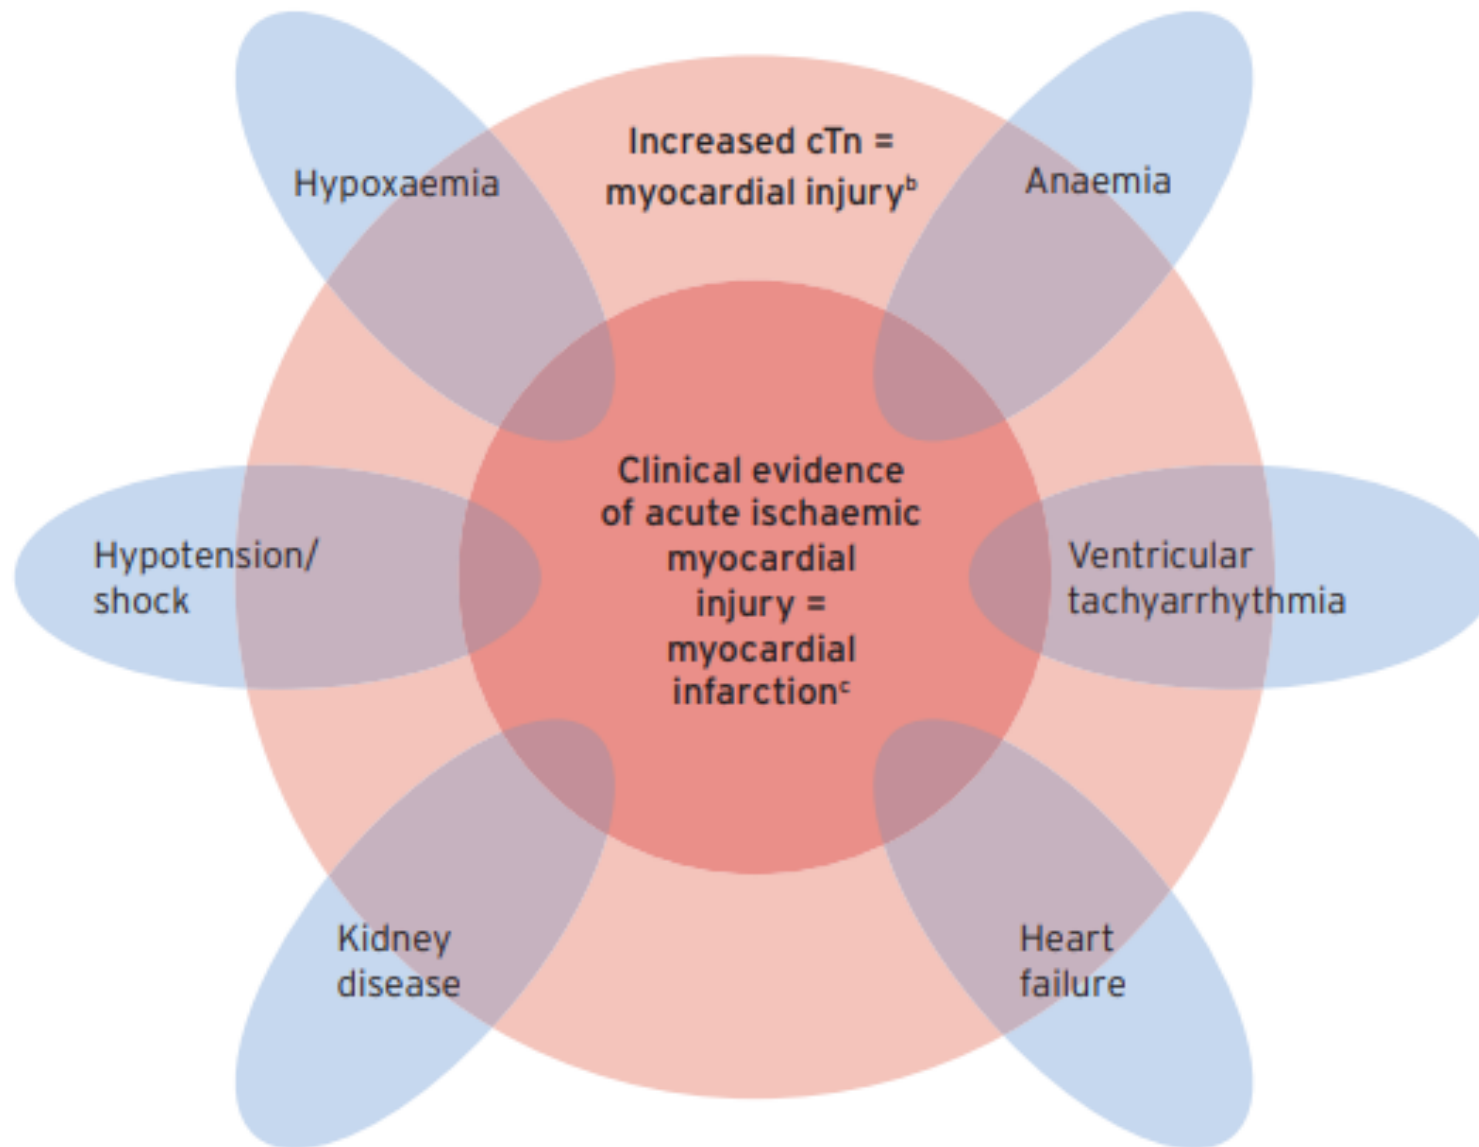 Increased cTn =
myocardial injuryᵇ
Hypoxaemia
Anaemia
Clinical evidence
of acute ischaemic
myocardial
injury =
myocardial
infarctionᶜ
Hypotension/
shock
Ventricular
tachyarrhythmia
Kidney
disease
Heart
failure